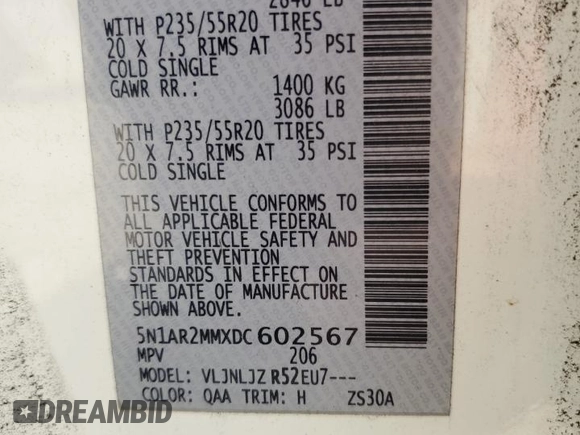 2840 LB
WITH P235/55R20 TIRES
20 X 7.5 RIMS AT 35 PSI
COLD SINGLE
GAWR RR.: 1400 KG
3086 LB
WITH P235/55R20 TIRES
20 X 7.5 RIMS AT 35 PSI
COLD SINGLE
THIS VEHICLE CONFORMS TO
ALL APPLICABLE FEDERAL
MOTOR VEHICLE SAFETY AND
THEFT PREVENTION
STANDARDS IN EFFECT ON
THE DATE OF MANUFACTURE
SHOWN ABOVE.
5N1AR2MMXDC602567
MPV 206
MODEL: VLJNLJZ R52EU7---
COLOR: QAA TRIM: H ZS30A
DREAMBID